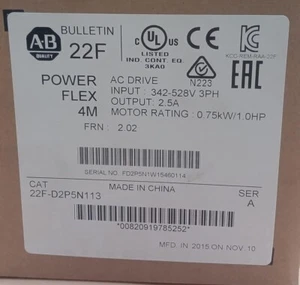 BULLETIN
22F
A-B
QUALITY
UL
LISTED
IND. CONT. EQ
3KA0
N223
EAC
POWER
FLEX
4M
AC DRIVE
INPUT : 342-528V 3PH
OUTPUT : 2.5A
MOTOR RATING : 0.75kW/1.0HP
FRN : 2.02
SERIAL NO. FD2P5N1W15460114
CAT
22F-D2P5N113
MADE IN CHINA
SER
A
*00820919785252*
MFD. IN 2015 ON NOV. 10